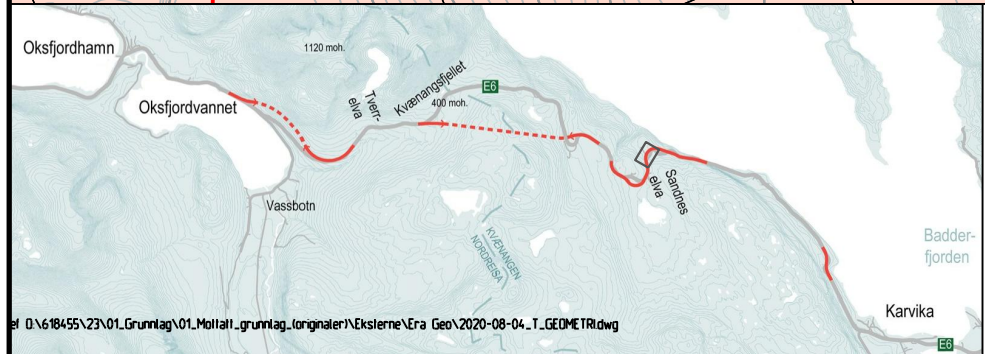 Oksfjordhamn
1120 moh.
Oksfjordvannet
Tverr-
elva
Kvænangsfjellet
400 moh.
E6
Sandnes
elva
Vassbotn
KVÆNANGEN
NORDREISA
Badder-
fjorden
Karvika
E6
ef D:\618455\23\01_Grunnlag\01_Mottatt_grunnlag_(originaler)\Eksterne\Era Geo\2020-08-04_T_GEOMETRI.dwg